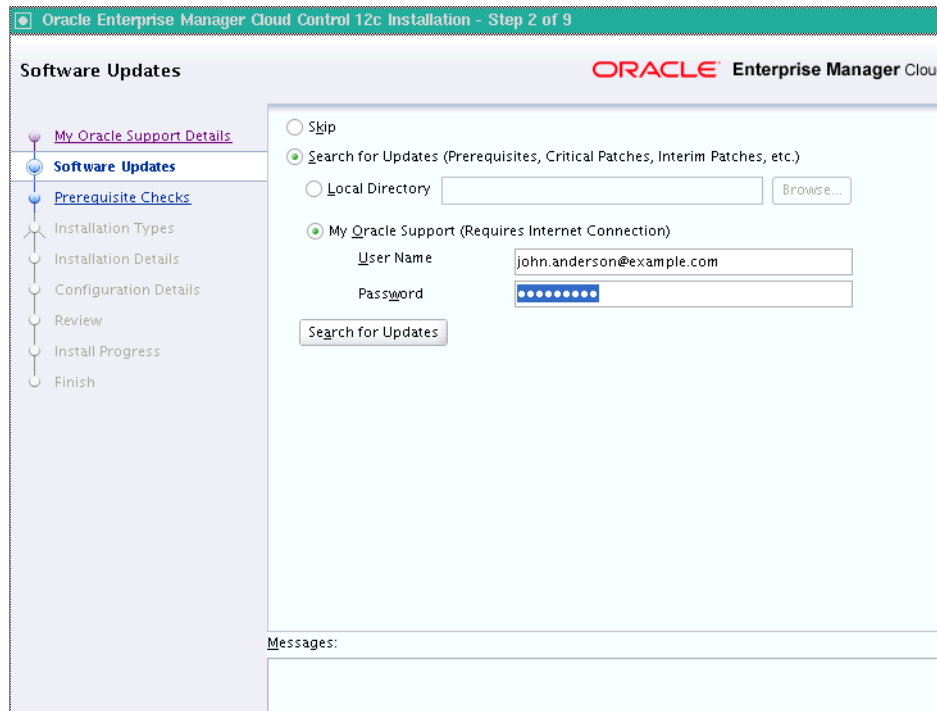 Oracle Enterprise Manager Cloud Control 12c Installation - Step 2 of 9
Software Updates
ORACLE Enterprise Manager Clou
My Oracle Support Details
Software Updates
Prerequisite Checks
Installation Types
Installation Details
Configuration Details
Review
Install Progress
Finish
Skip
Search for Updates (Prerequisites, Critical Patches, Interim Patches, etc.)
Local Directory
Browse...
My Oracle Support (Requires Internet Connection)
User Name
john.anderson@example.com
Password
•••••••••
Search for Updates
Messages: